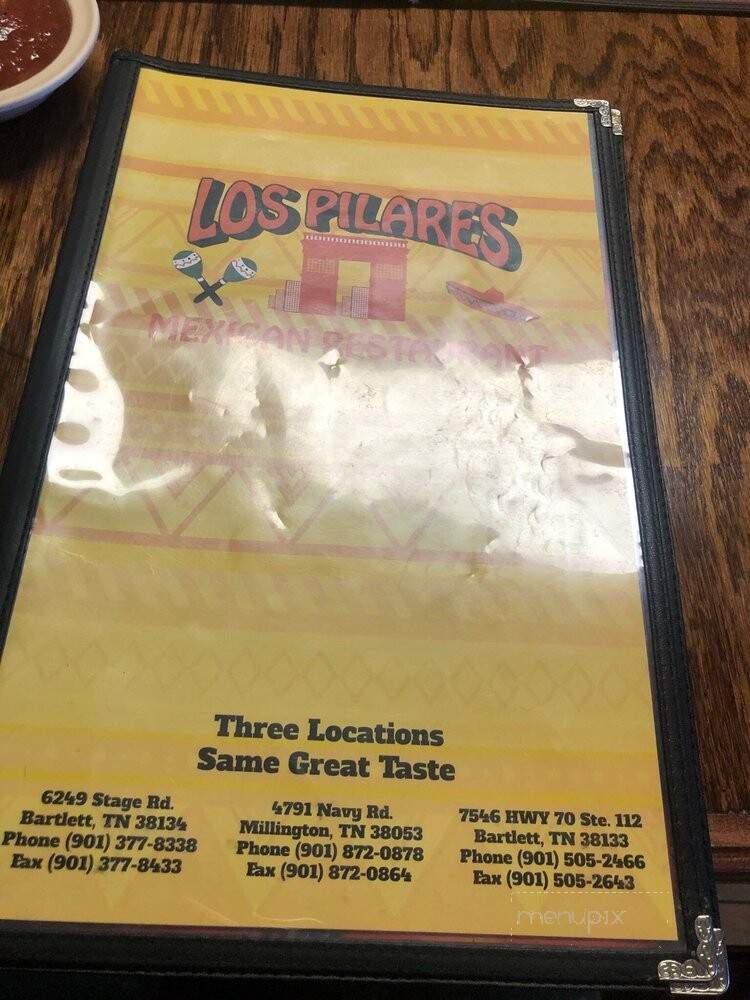 LOS PILARES
MEXICAN RESTAURANT
Three Locations
Same Great Taste
6249 Stage Rd.
Bartlett, TN 38134
Phone (901) 377-8338
Fax (901) 377-8433
4791 Navy Rd.
Millington, TN 38053
Phone (901) 872-0878
Fax (901) 872-0864
7546 HWY 70 Ste. 112
Bartlett, TN 38133
Phone (901) 505-2466
Fax (901) 505-2643
menupix